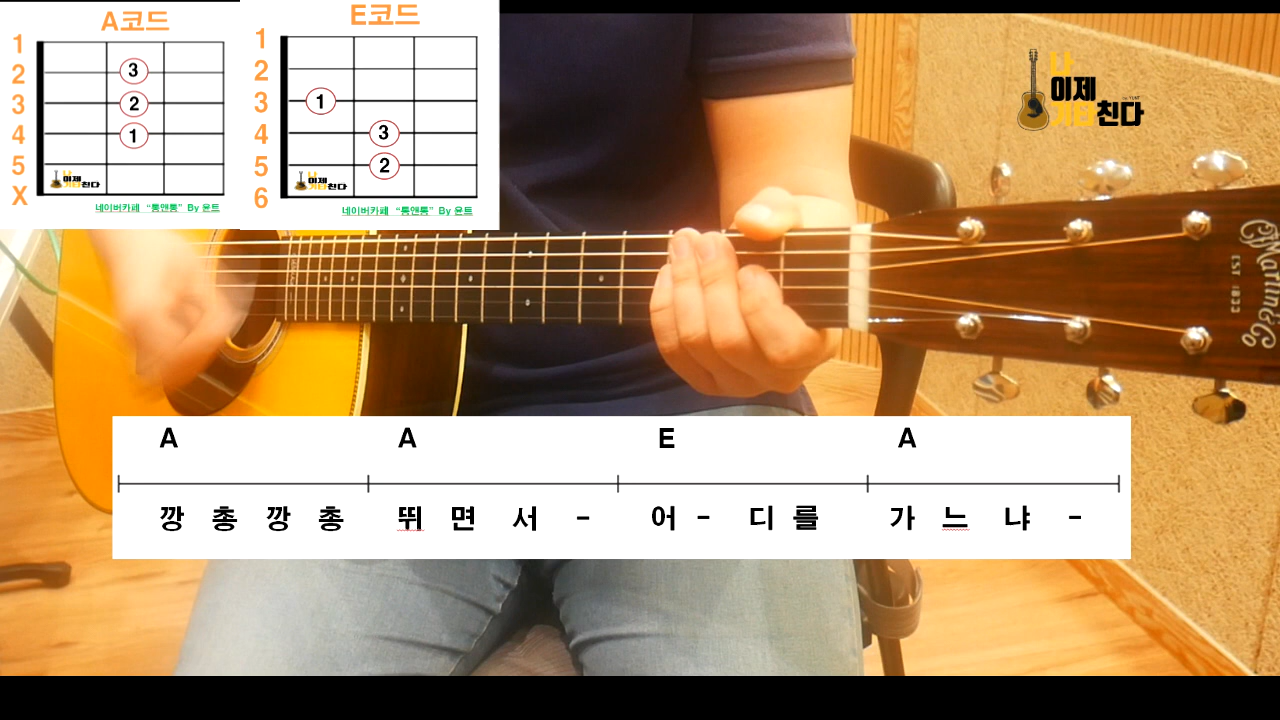 A코드
1
2
3
4
5
X
3
2
1
나
이제
기타친다
네이버카페 "통앤통" By 윤트
E코드
1
2
3
4
5
6
1
3
2
나
이제
기타친다
네이버카페 "통앤통" By 윤트
나
이제
기타친다
Martin & Co
EST 1833
A A E A
깡 총 깡 총 뛰 면 서 - 어 - 디 를 가 느 냐 -